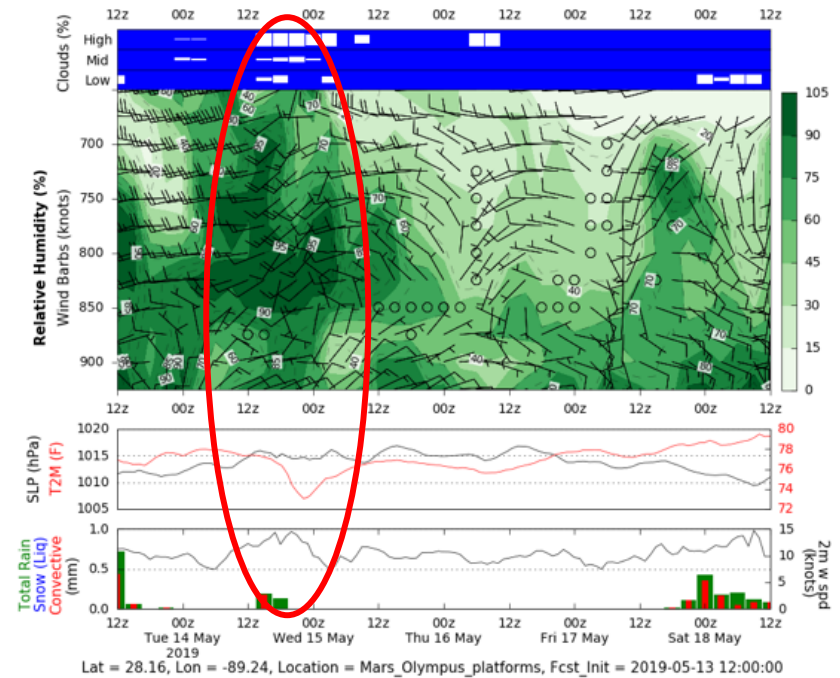 12z 00z 12z 00z 12z 00z 12z 00z 12z 00z 12z
Clouds (%)
High
Mid
Low
Relative Humidity (%)
Wind Barbs (knots)
700
750
800
850
900
105
90
75
60
45
30
15
0
12z 00z 12z 00z 12z 00z 12z 00z 12z 00z 12z
SLP (hPa)
T2M (F)
1020
1015
1010
1005
80
78
76
74
72
Total Rain
Snow (Liq)
Convective
(mm)
1.0
0.5
0.0
15
10
5
0
2m w spd
(knots)
12z 00z 12z 00z 12z 00z 12z 00z 12z 00z 12z
Tue 14 May Wed 15 May Thu 16 May Fri 17 May Sat 18 May
2019
Lat = 28.16, Lon = -89.24, Location = Mars_Olympus_platforms, Fcst_Init = 2019-05-13 12:00:00